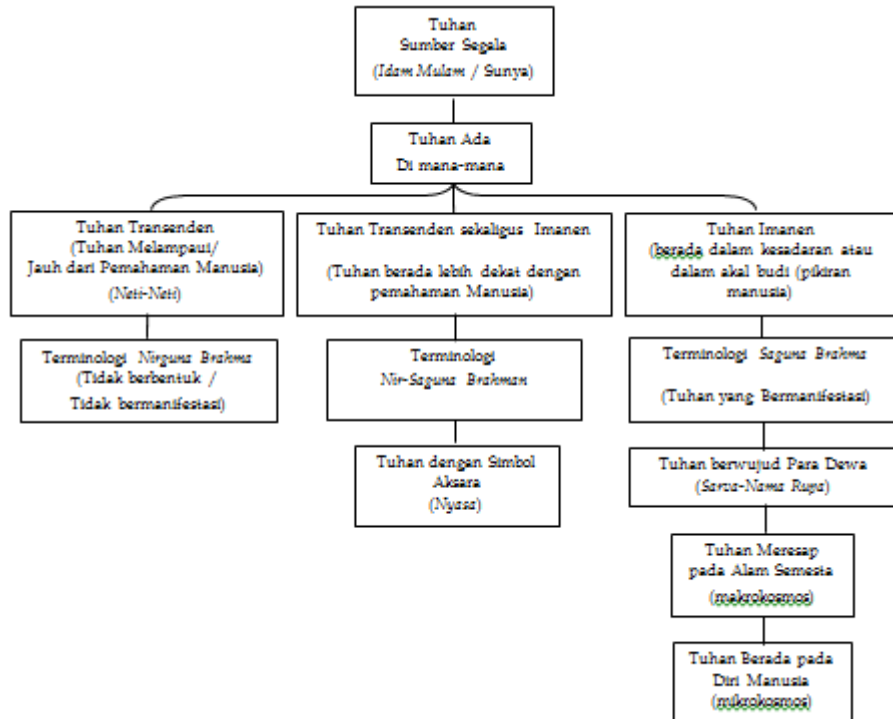 Tuhan
Sumber Segala
(Idam Mulam / Sunya)
Tuhan Ada
Di mana-mana
Tuhan Transenden
(Tuhan Melampaui/
Jauh dari Pemahaman Manusia)
(Neti-Neti)
Tuhan Transenden sekaligus Imanen
(Tuhan berada lebih dekat dengan
pemahaman Manusia)
Tuhan Imanen
(berada dalam kesadaran atau
dalam akal budi (pikiran
manusia)
Terminologi Nirguna Brahma
(Tidak berbentuk /
Tidak bermanifestasi)
Terminologi
Nir-Saguna Brahman
Terminologi Saguna Brahma
(Tuhan yang Bermanifestasi)
Tuhan dengan Simbol
Aksara
(Nyasa)
Tuhan berwujud Para Dewa
(Sarva-Nama Rupa)
Tuhan Meresap
pada Alam Semesta
(makrokosmos)
Tuhan Berada pada
Diri Manusia
(mikrokosmos)